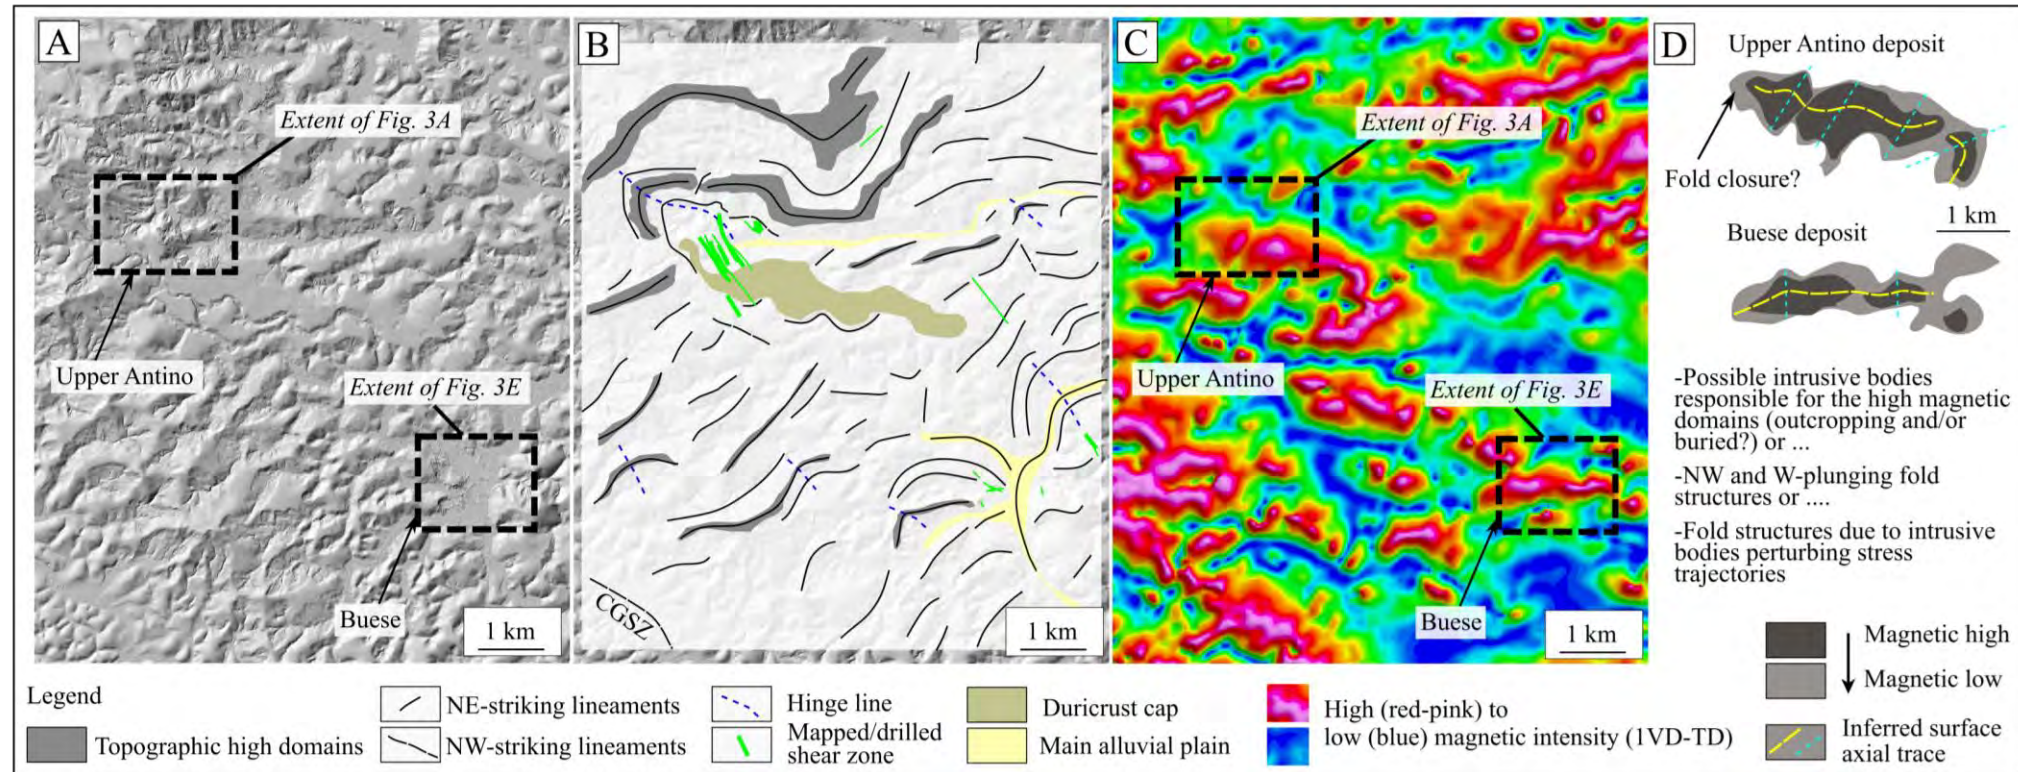 A
Extent of Fig. 3A
Upper Antino
Extent of Fig. 3E
Buese
1 km
B
CGSZ
1 km
C
Extent of Fig. 3A
Upper Antino
Extent of Fig. 3E
Buese
1 km
D
Upper Antino deposit
Fold closure?
1 km
Buese deposit
-Possible intrusive bodies
responsible for the high magnetic
domains (outcropping and/or
buried?) or ...
-NW and W-plunging fold
structures or ....
-Fold structures due to intrusive
bodies perturbing stress
trajectories
Magnetic high
Magnetic low
Inferred surface
axial trace
Legend
Topographic high domains
NE-striking lineaments
NW-striking lineaments
Hinge line
Mapped/drilled
shear zone
Duricrust cap
Main alluvial plain
High (red-pink) to
low (blue) magnetic intensity (1VD-TD)